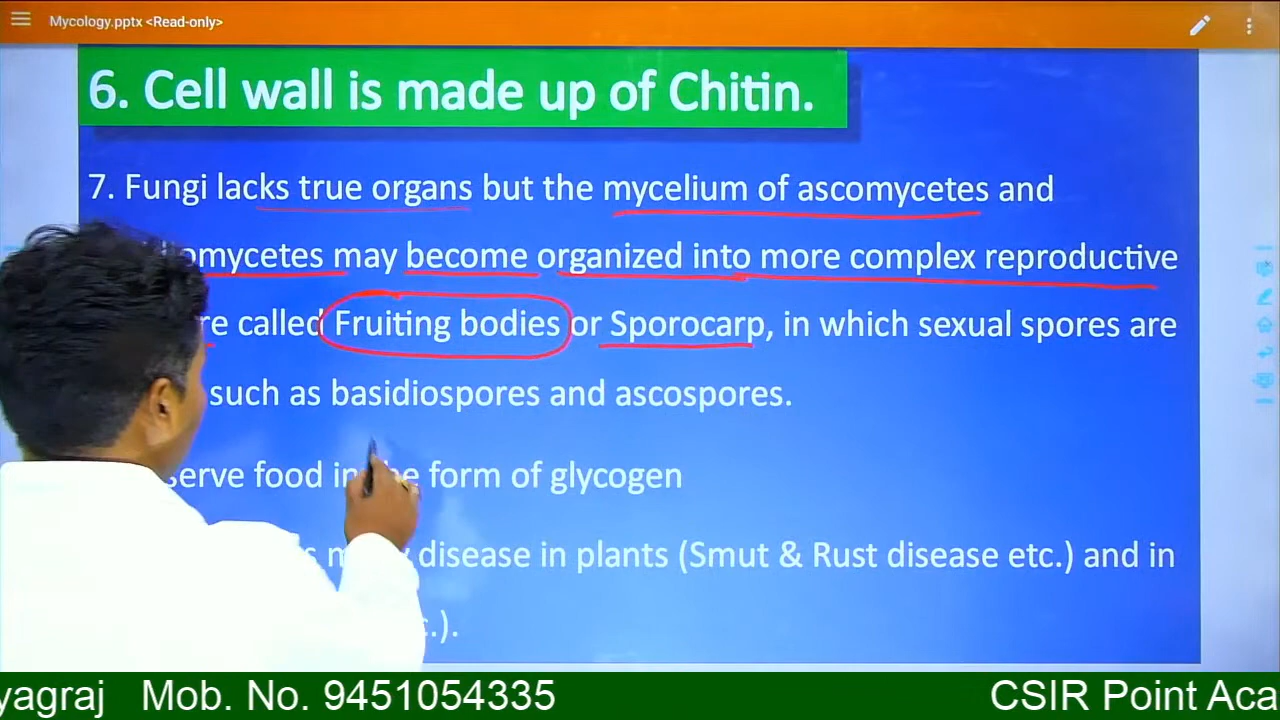 Mycology.pptx <Read-only>
6. Cell wall is made up of Chitin.
7. Fungi lacks true organs but the mycelium of ascomycetes and
omycetes may become organized into more complex reproductive
re called Fruiting bodies or Sporocarp, in which sexual spores are
such as basidiospores and ascospores.
serve food in the form of glycogen
disease in plants (Smut & Rust disease etc.) and in
c.).
yagraj Mob. No. 9451054335 CSIR Point Aca